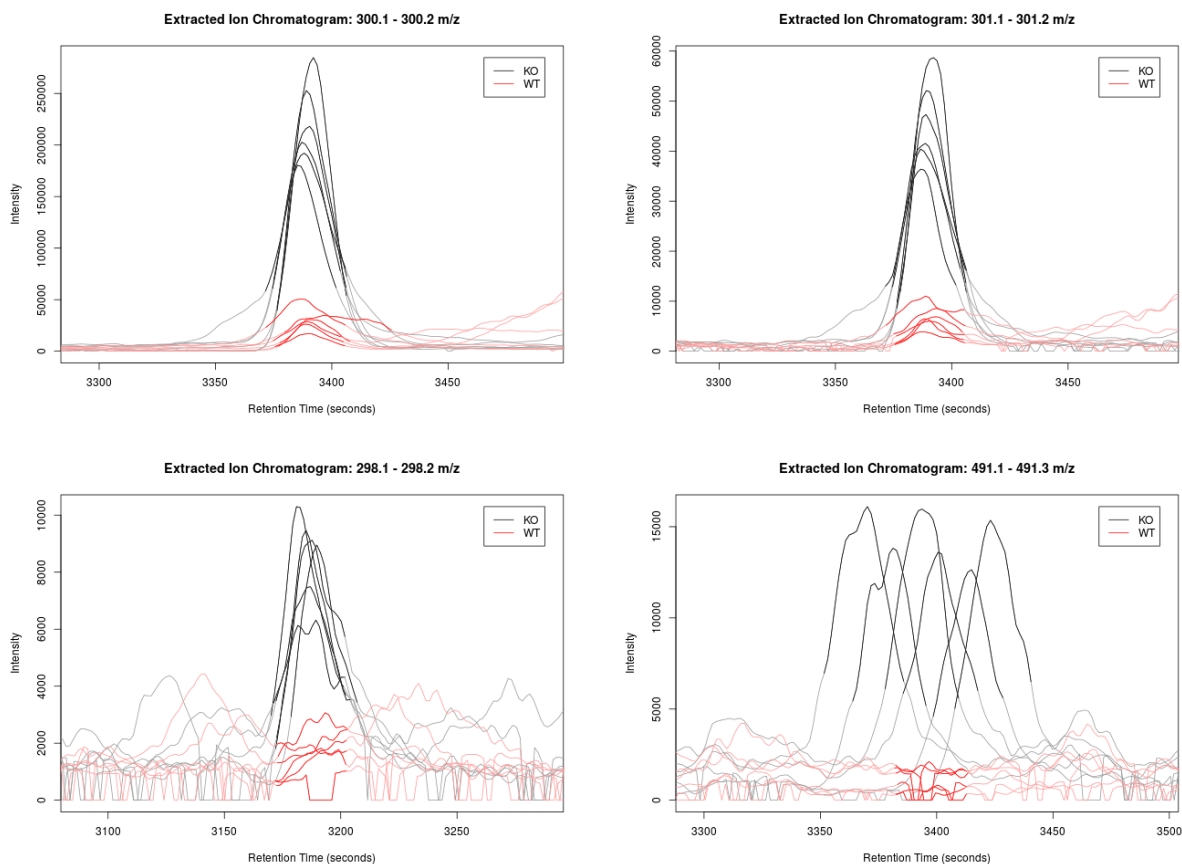 Extracted Ion Chromatogram: 300.1 - 300.2 m/z
KO
WT
250000
200000
150000
100000
50000
0
Intensity
3300 3350 3400 3450
Retention Time (seconds)
Extracted Ion Chromatogram: 301.1 - 301.2 m/z
KO
WT
60000
50000
40000
30000
20000
10000
0
Intensity
3300 3350 3400 3450
Retention Time (seconds)
Extracted Ion Chromatogram: 298.1 - 298.2 m/z
KO
WT
10000
8000
6000
4000
2000
0
Intensity
3100 3150 3200 3250
Retention Time (seconds)
Extracted Ion Chromatogram: 491.1 - 491.3 m/z
KO
WT
15000
10000
5000
0
Intensity
3300 3350 3400 3450 3500
Retention Time (seconds)